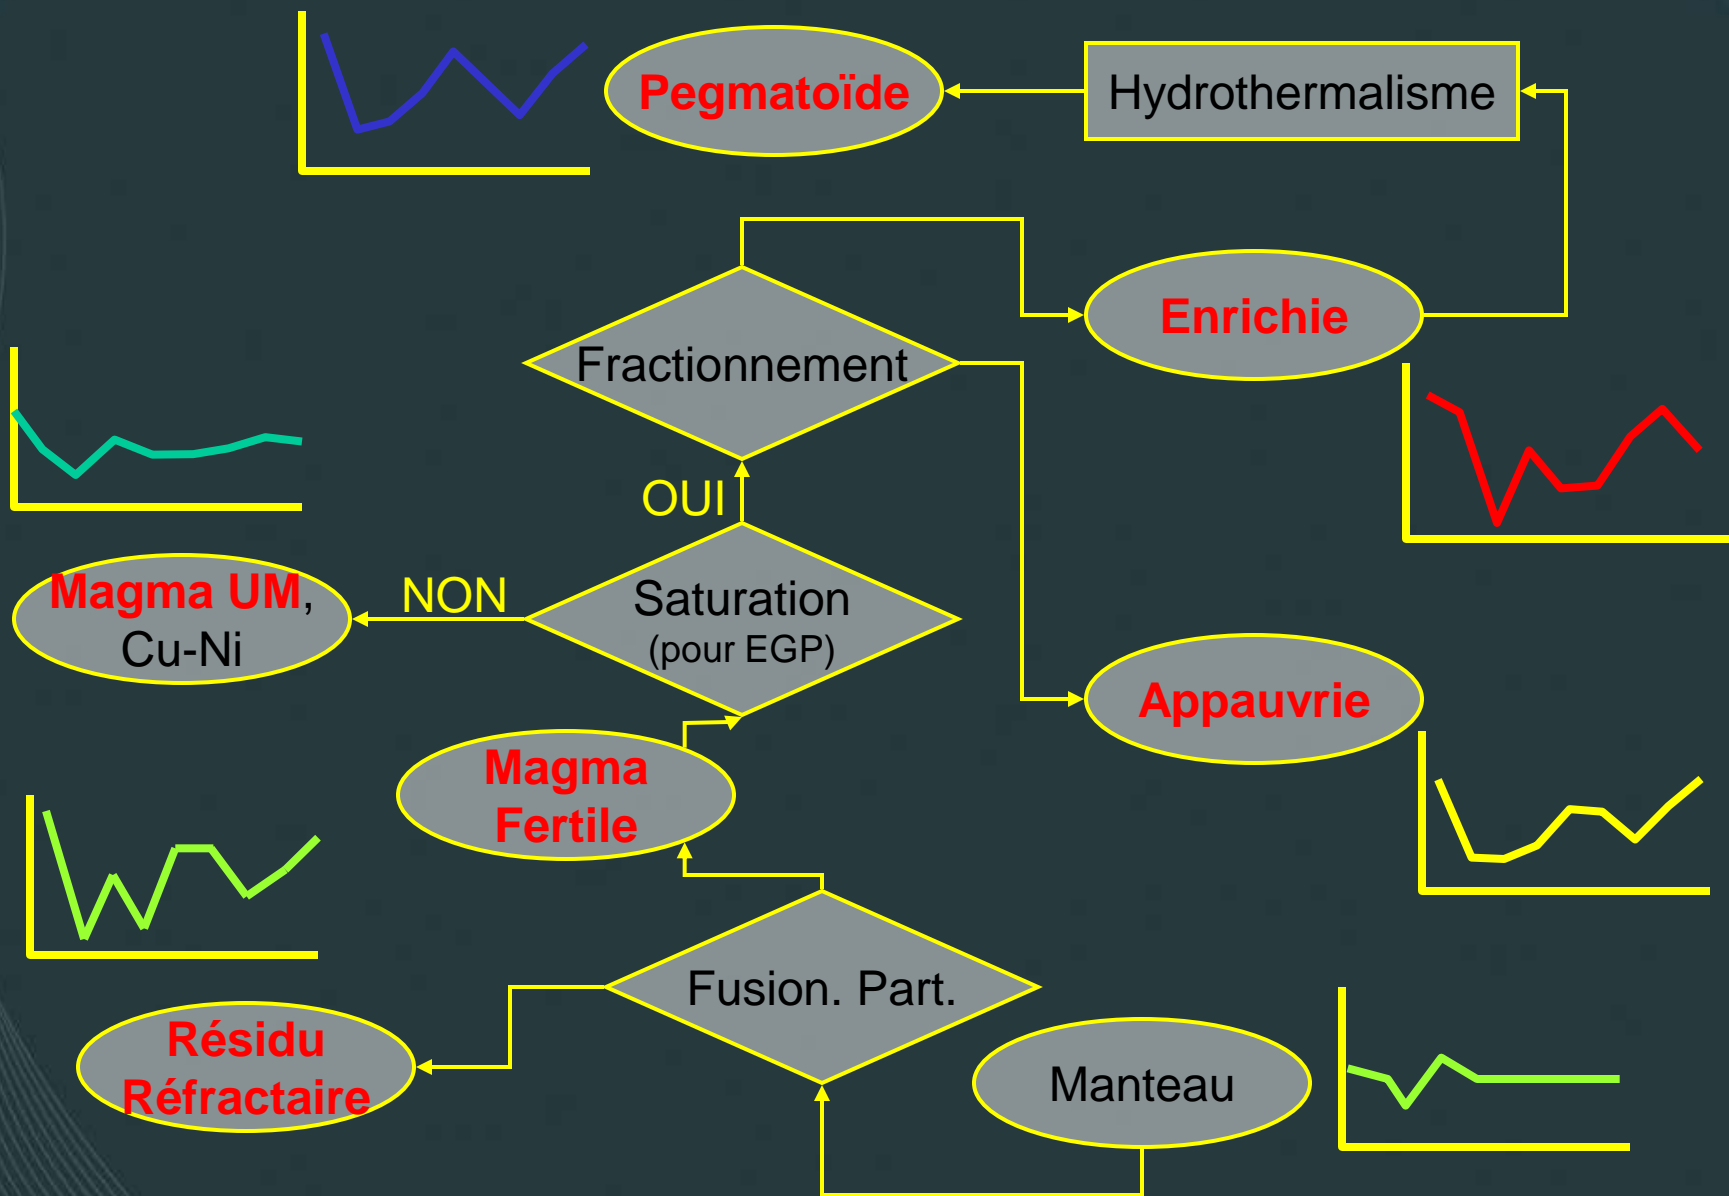 Pegmatoïde
Hydrothermalisme
Enrichie
Fractionnement
OUI
Magma UM,
Cu-Ni
NON
Saturation
(pour EGP)
Appauvrie
Magma
Fertile
Fusion. Part.
Résidu
Réfractaire
Manteau